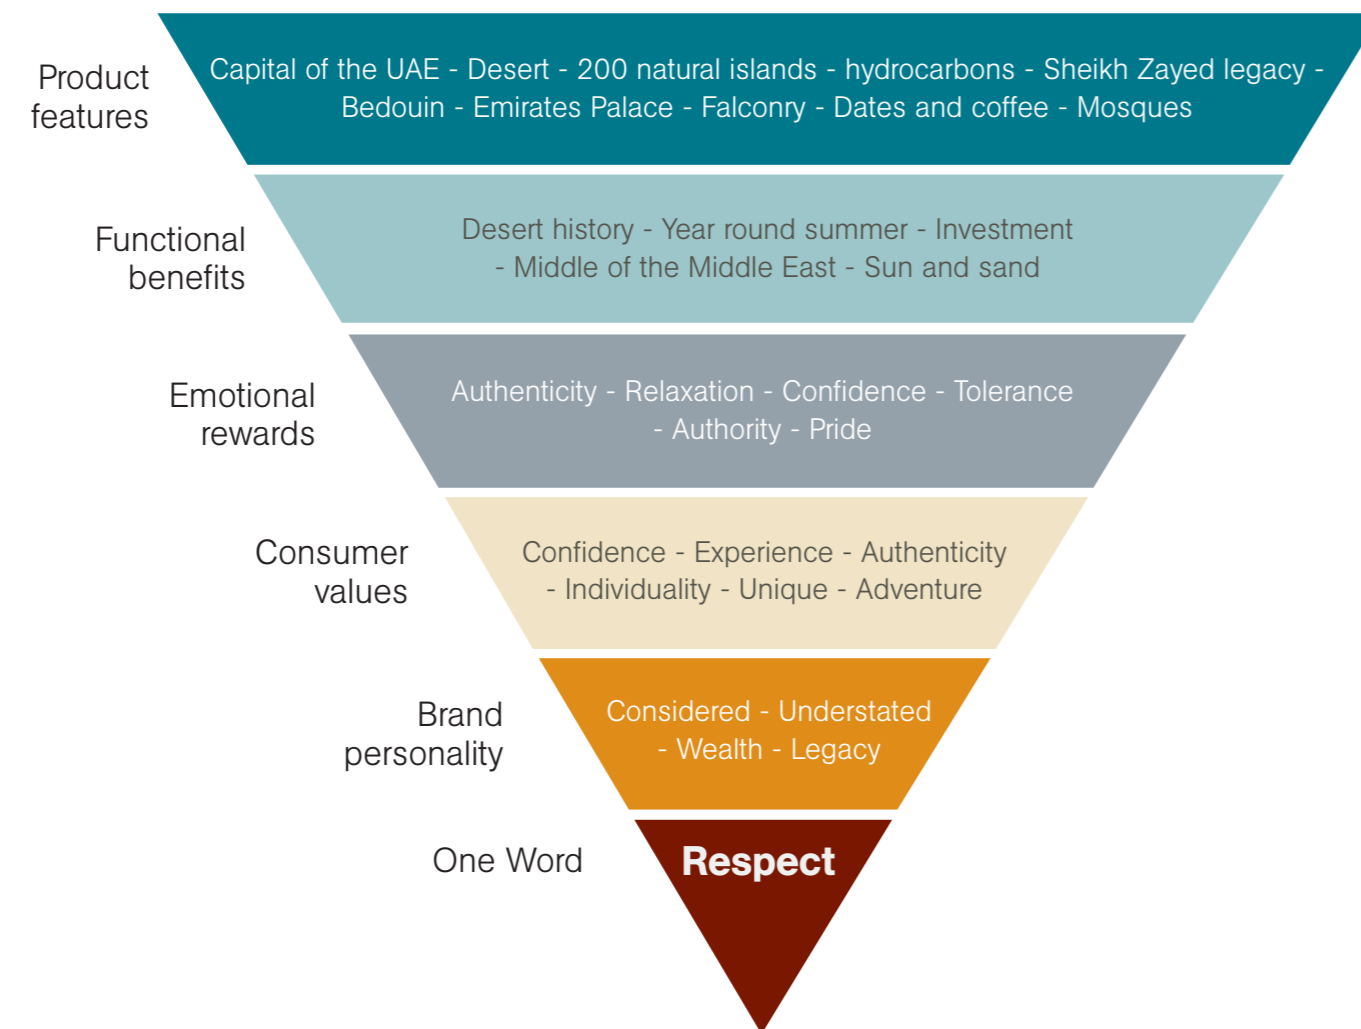 Product
features
Capital of the UAE - Desert - 200 natural islands - hydrocarbons - Sheikh Zayed legacy -
Bedouin - Emirates Palace - Falconry - Dates and coffee - Mosques
Functional
benefits
Desert history - Year round summer - Investment
- Middle of the Middle East - Sun and sand
Emotional
rewards
Authenticity - Relaxation - Confidence - Tolerance
- Authority - Pride
Consumer
values
Confidence - Experience - Authenticity
- Individuality - Unique - Adventure
Brand
personality
Considered - Understated
- Wealth - Legacy
One Word
Respect